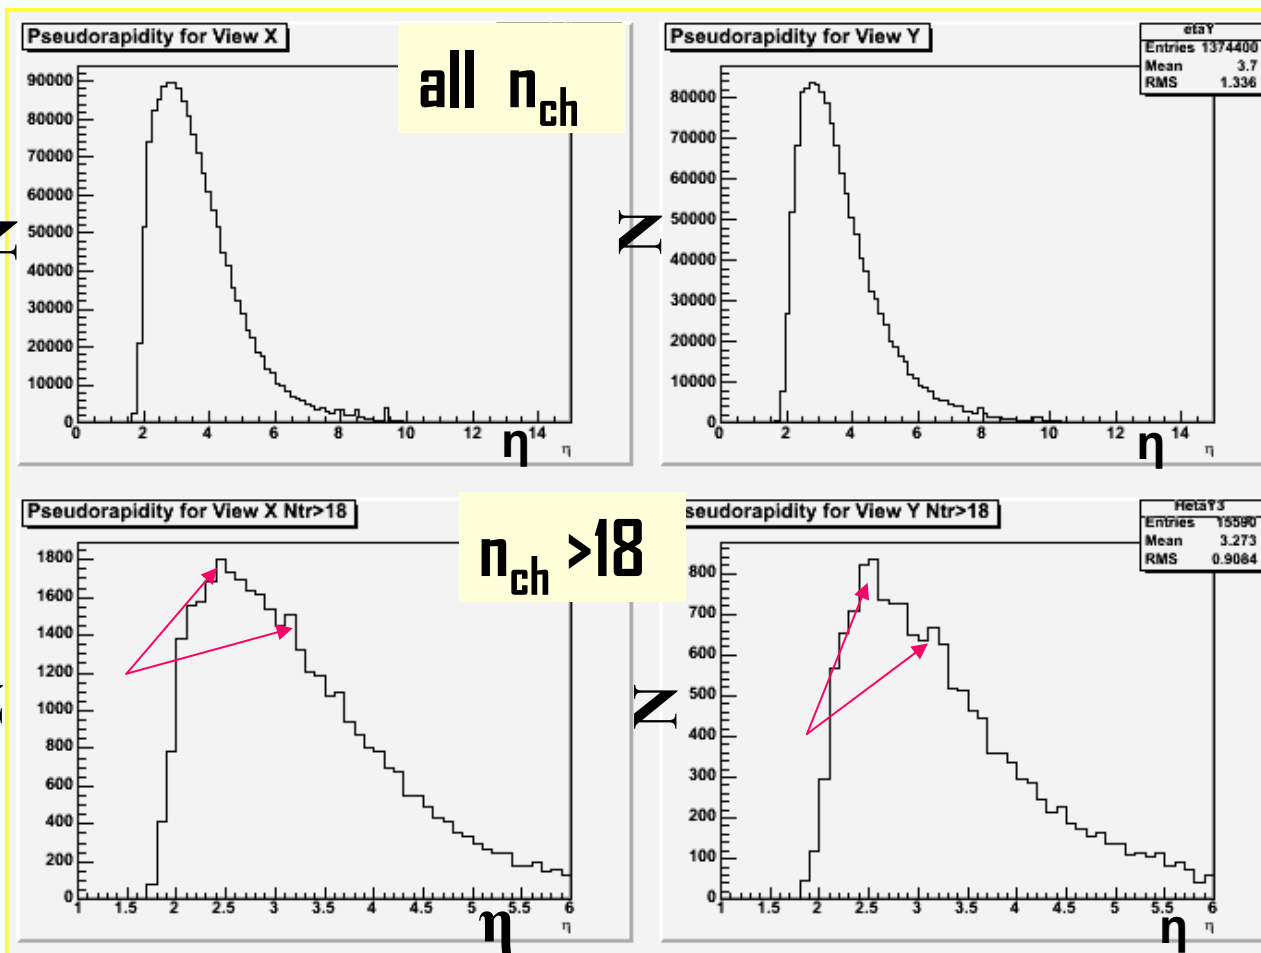 Pseudorapidity for View X
all n_ch
90000
80000
70000
60000
50000
40000
30000
20000
10000
0
0 2 4 6 8 10 12 14
N
η
η
Pseudorapidity for View Y
etaY
Entries 1374400
Mean 3.7
RMS 1.336
80000
70000
60000
50000
40000
30000
20000
10000
0
0 2 4 6 8 10 12 14
N
η
η
Pseudorapidity for View X Ntr>18
n_ch >18
1800
1600
1400
1200
1000
800
600
400
200
0
1 1.5 2 2.5 3 3.5 4 4.5 5 5.5 6
η
η
seudorapidity for View Y Ntr>18
HetaY3
Entries 15590
Mean 3.273
RMS 0.9084
800
700
600
500
400
300
200
100
0
1 1.5 2 2.5 3 3.5 4 4.5 5 5.5 6
N
η
η